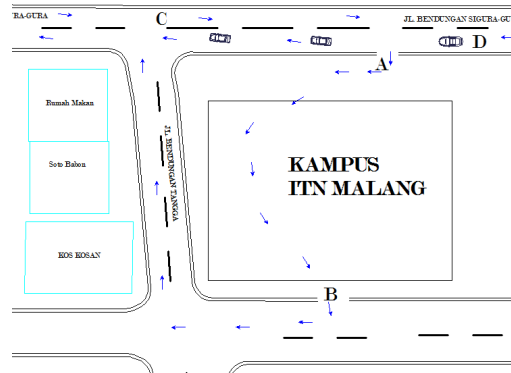 RA-GURA
C
JL. BENDUNGAN SIGURA-GU
D
A
Rumah Makan
JL. BENDUNGAN TANGGA
Soto Babon
KAMPUS
ITN MALANG
KOS KOSAN
B